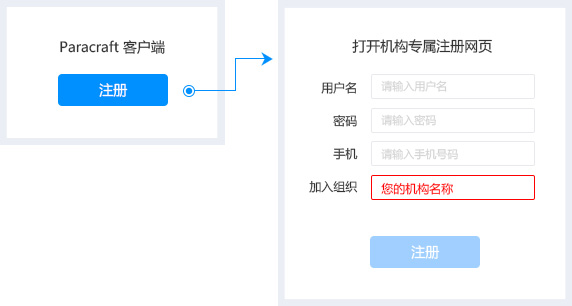 Paracraft 客户端
注册
打开机构专属注册网页
用户名
请输入用户名
密码
请输入密码
手机
请输入手机号码
加入组织
您的机构名称
注册